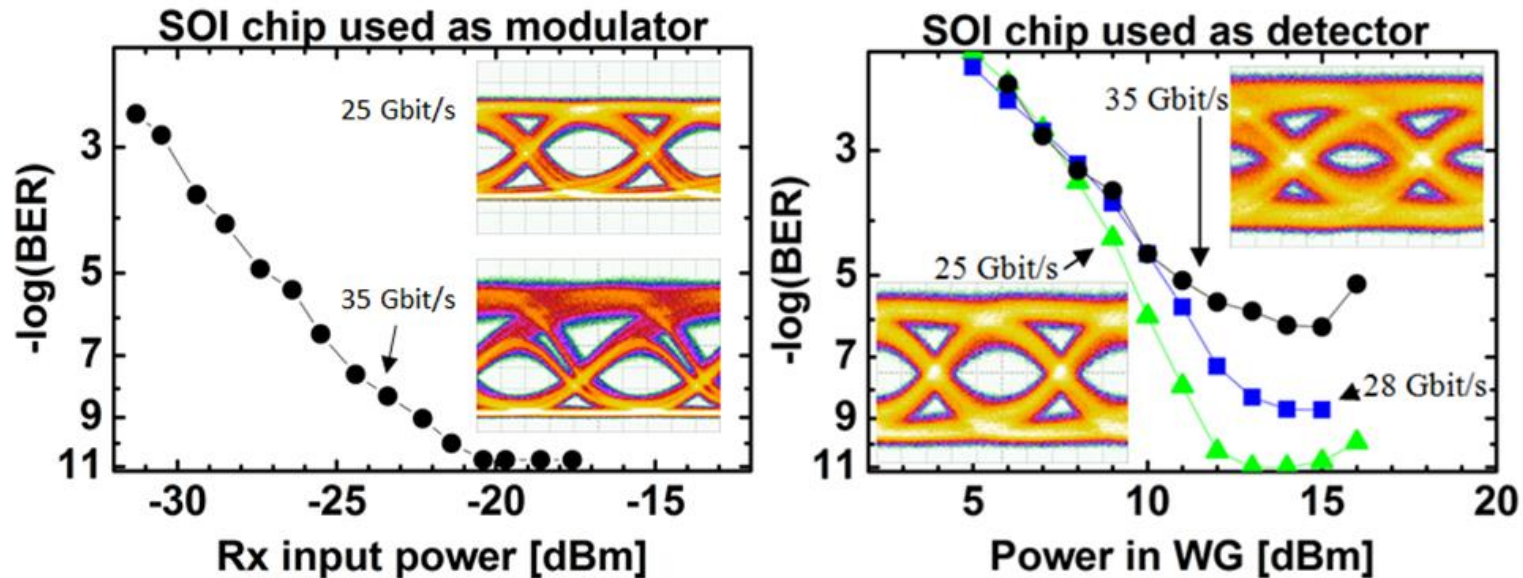 SOI chip used as modulator
-log(BER)
3
5
7
9
11
25 Gbit/s
35 Gbit/s
-30
-25
-20
-15
Rx input power [dBm]
SOI chip used as detector
-log(BER)
3
5
7
9
11
35 Gbit/s
25 Gbit/s
28 Gbit/s
5
10
15
20
Power in WG [dBm]